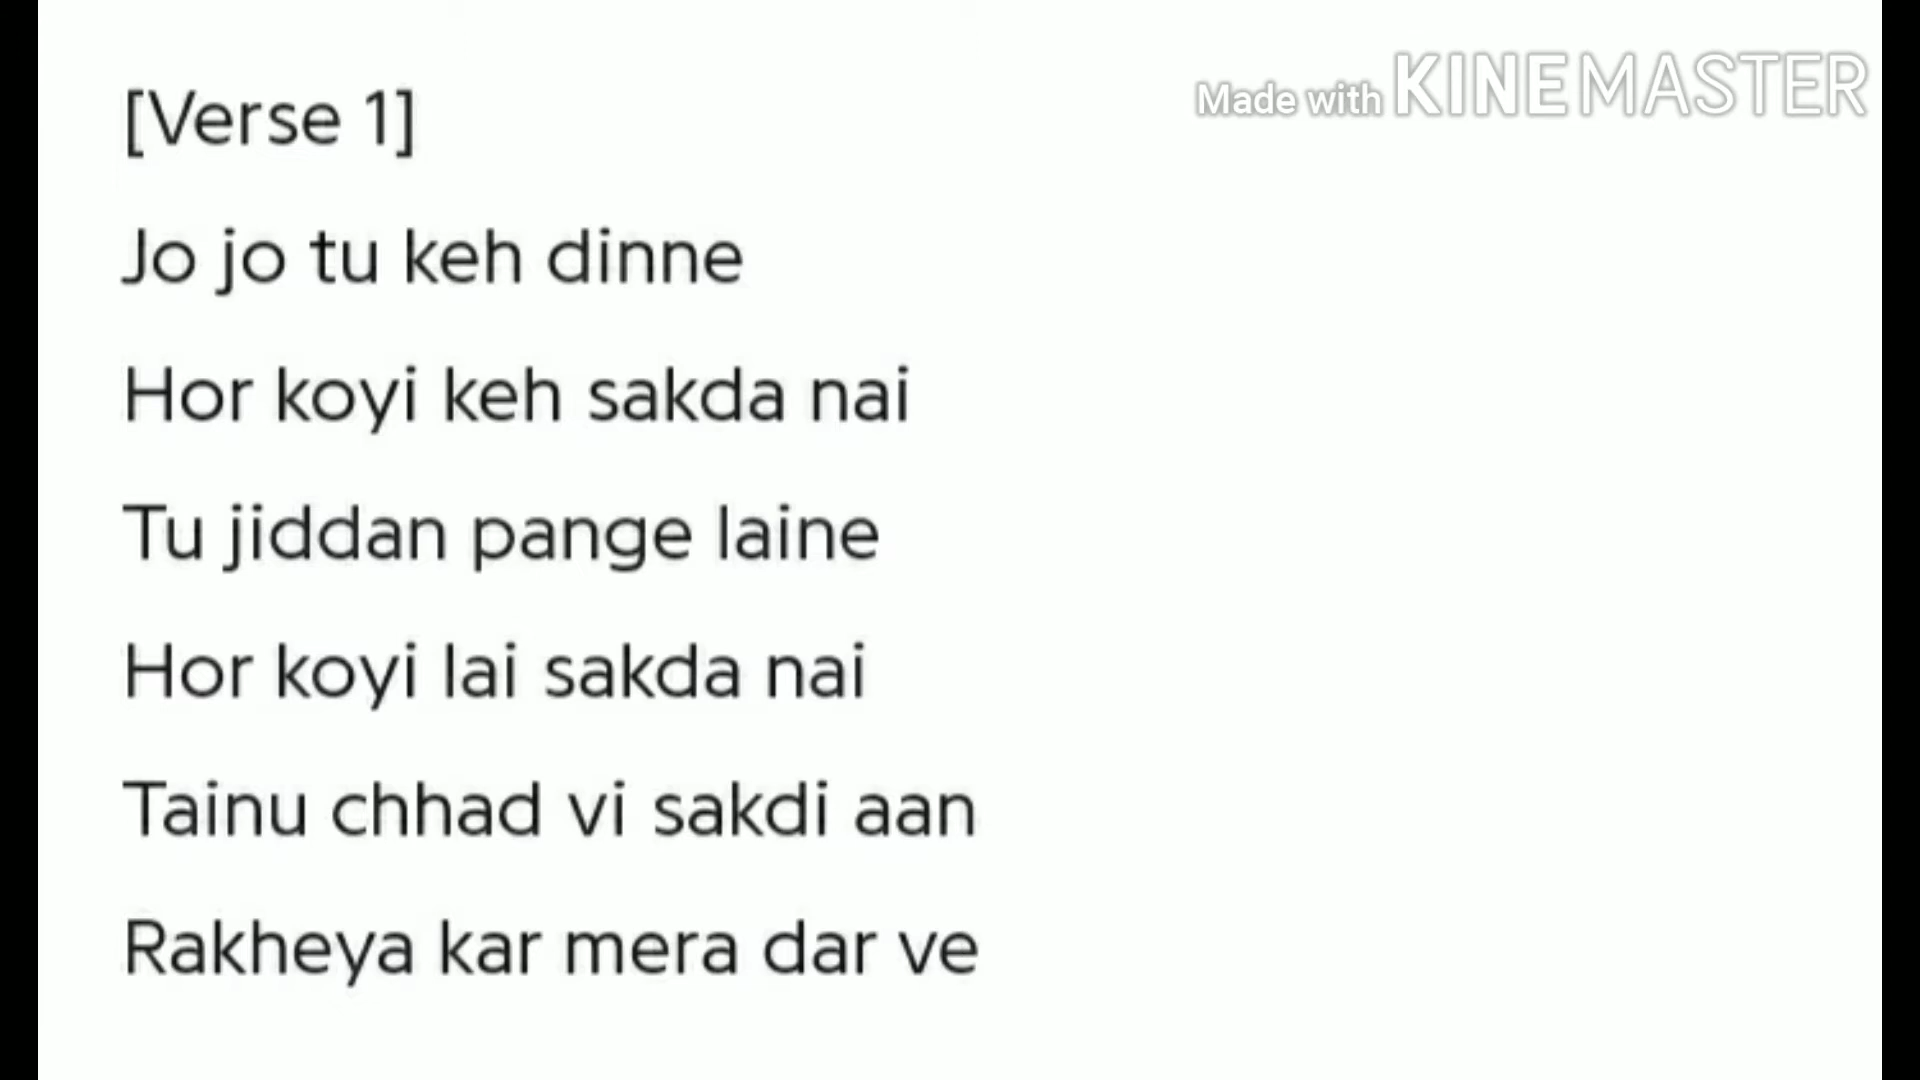 Made with KINEMASTER
[Verse 1]
Jo jo tu keh dinne
Hor koyi keh sakda nai
Tu jiddan pange laine
Hor koyi lai sakda nai
Tainu chhad vi sakdi aan
Rakheya kar mera dar ve